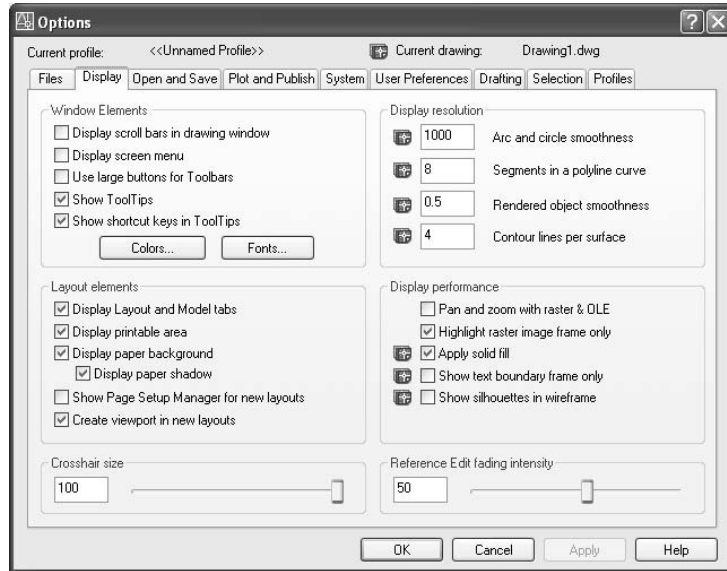 Options
Current profile: <<Unnamed Profile>> Current drawing: Drawing1.dwg
Files Display Open and Save Plot and Publish System User Preferences Drafting Selection Profiles
Window Elements
Display scroll bars in drawing window
Display screen menu
Use large buttons for Toolbars
Show ToolTips
Show shortcut keys in ToolTips
Colors... Fonts...
Display resolution
1000 Arc and circle smoothness
8 Segments in a polyline curve
0.5 Rendered object smoothness
4 Contour lines per surface
Layout elements
Display Layout and Model tabs
Display printable area
Display paper background
Display paper shadow
Show Page Setup Manager for new layouts
Create viewport in new layouts
Display performance
Pan and zoom with raster & OLE
Highlight raster image frame only
Apply solid fill
Show text boundary frame only
Show silhouettes in wireframe
Crosshair size
100
Reference Edit fading intensity
50
OK Cancel Apply Help